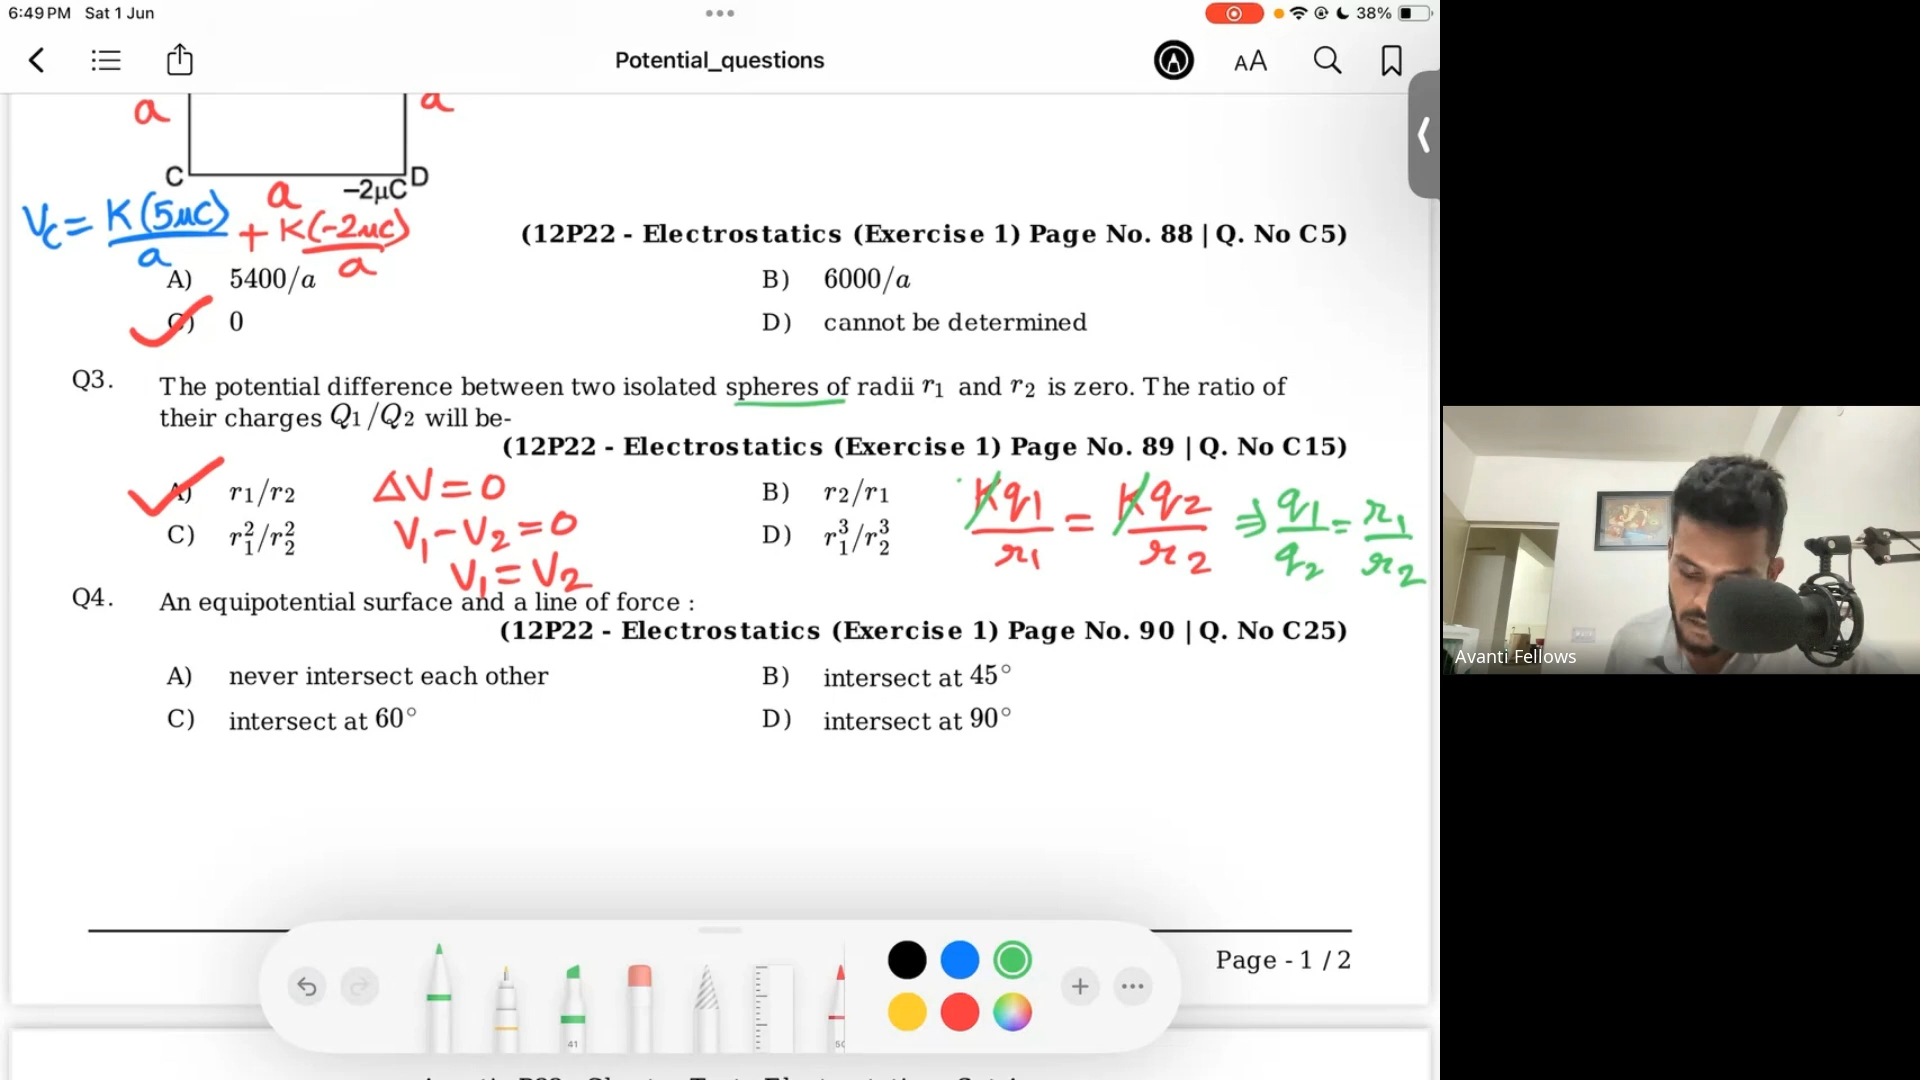 6:49 PM Sat 1 Jun
38%
Potential_questions
a
a
C
a
−2μC D
V_C = K(5μC)/a + K(-2μC)/a
(12P22 - Electrostatics (Exercise 1) Page No. 88 | Q. No C5)
A) 5400/a
B) 6000/a
C) 0
D) cannot be determined
Q3. The potential difference between two isolated spheres of radii r₁ and r₂ is zero. The ratio of
their charges Q₁/Q₂ will be-
(12P22 - Electrostatics (Exercise 1) Page No. 89 | Q. No C15)
A) r₁/r₂
B) r₂/r₁
C) r₁²/r₂²
D) r₁³/r₂³
ΔV = 0
V₁ - V₂ = 0
V₁ = V₂
Kq₁/r₁ = Kq₂/r₂ ⇒ q₁/q₂ = r₁/r₂
Q4. An equipotential surface and a line of force :
(12P22 - Electrostatics (Exercise 1) Page No. 90 | Q. No C25)
A) never intersect each other
B) intersect at 45°
C) intersect at 60°
D) intersect at 90°
Page - 1 / 2
41
Avanti Fellows